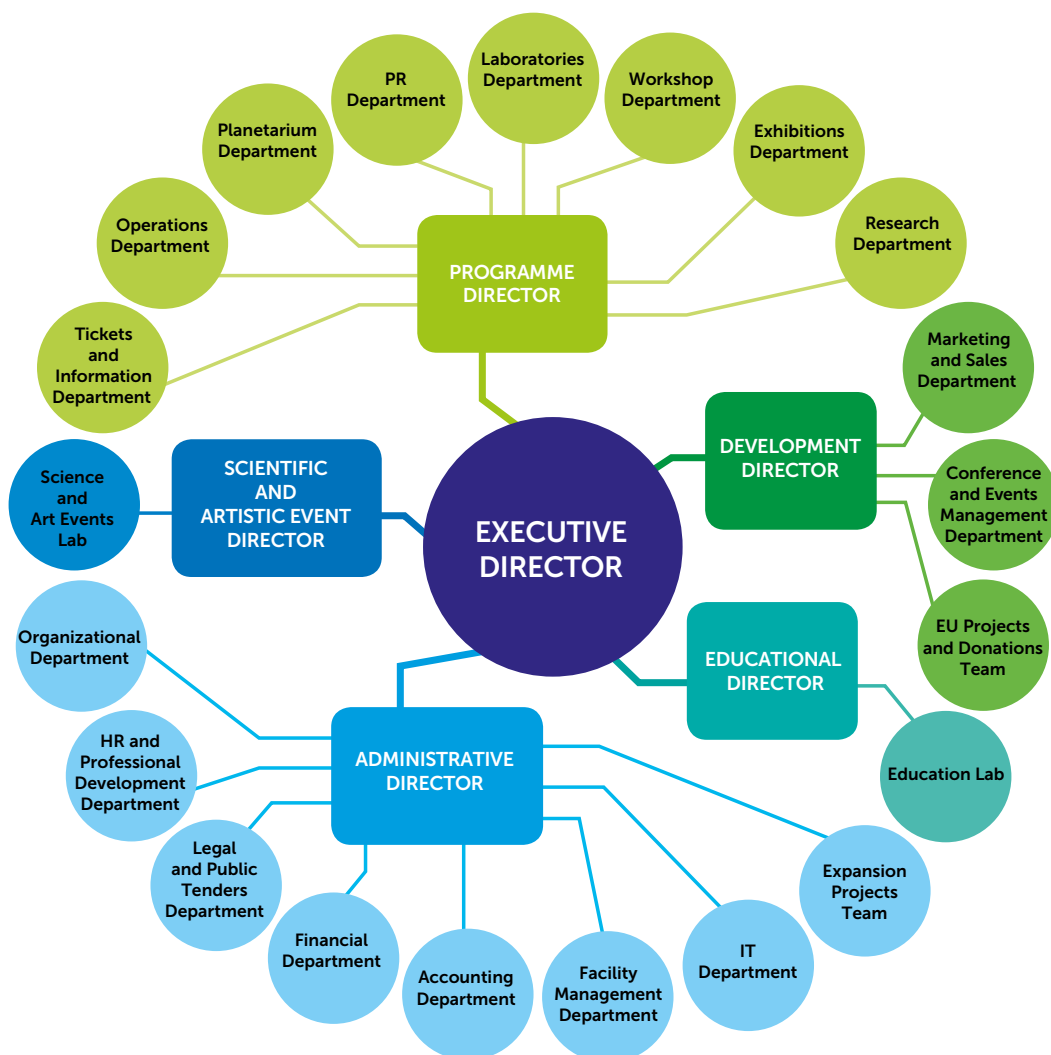 Laboratories
Department
PR
Department
Workshop
Department
Planetarium
Department
Exhibitions
Department
Operations
Department
Research
Department
Tickets
and
Information
Department
PROGRAMME
DIRECTOR
Marketing
and Sales
Department
DEVELOPMENT
DIRECTOR
Conference
and Events
Management
Department
EU Projects
and Donations
Team
SCIENTIFIC
AND
ARTISTIC EVENT
DIRECTOR
Science
and
Art Events
Lab
EXECUTIVE
DIRECTOR
EDUCATIONAL
DIRECTOR
Education Lab
ADMINISTRATIVE
DIRECTOR
Organizational
Department
HR and
Professional
Development
Department
Legal
and Public
Tenders
Department
Financial
Department
Accounting
Department
Facility
Management
Department
IT
Department
Expansion
Projects
Team